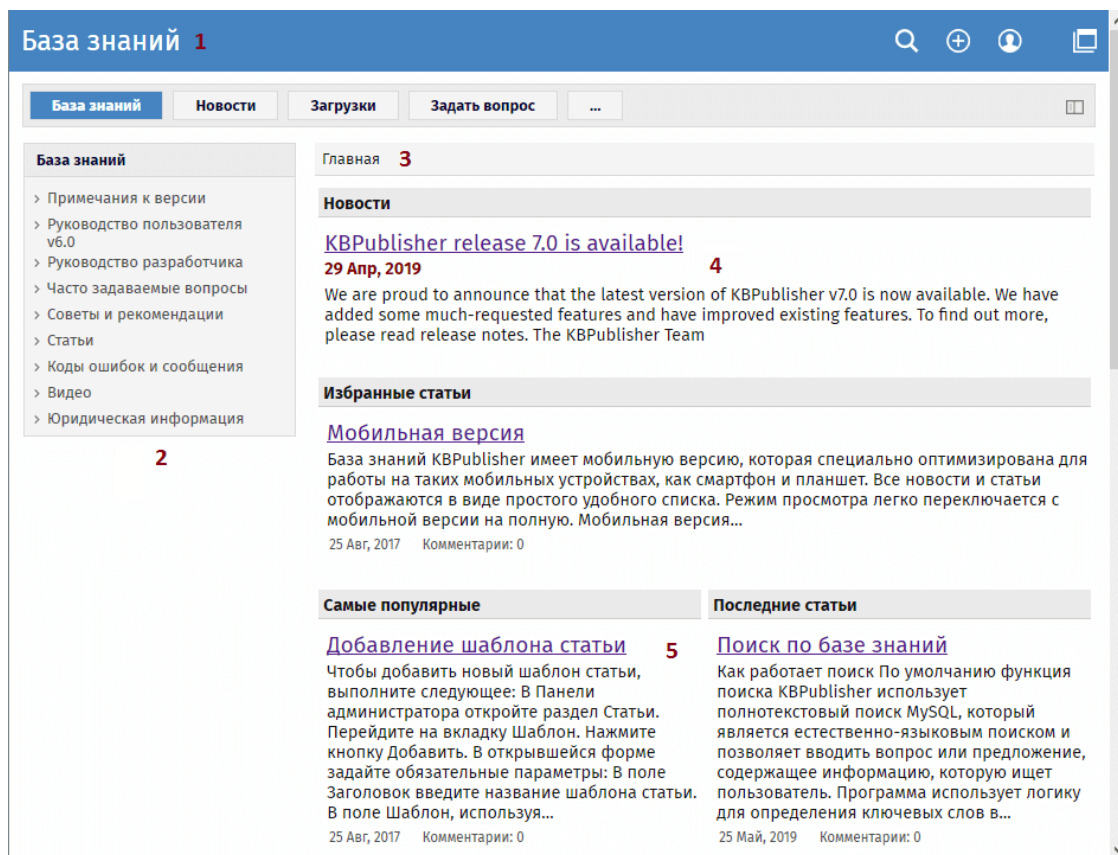 База знаний 1
База знаний
Новости
Загрузки
Задать вопрос
...
База знаний
> Примечания к версии
> Руководство пользователя
v6.0
> Руководство разработчика
> Часто задаваемые вопросы
> Советы и рекомендации
> Статьи
> Коды ошибок и сообщения
> Видео
> Юридическая информация
2
Главная 3
Новости
KBPublisher release 7.0 is available!
29 Апр, 2019
4
We are proud to announce that the latest version of KBPublisher v7.0 is now available. We have
added some much-requested features and have improved existing features. To find out more,
please read release notes. The KBPublisher Team
Избранные статьи
Мобильная версия
База знаний KBPublisher имеет мобильную версию, которая специально оптимизирована для
работы на таких мобильных устройствах, как смартфон и планшет. Все новости и статьи
отображаются в виде простого удобного списка. Режим просмотра легко переключается с
мобильной версии на полную. Мобильная версия...
25 Авг, 2017 Комментарии: 0
Самые популярные
Добавление шаблона статьи 5
Чтобы добавить новый шаблон статьи,
выполните следующее: В Панели
администратора откройте раздел Статьи.
Перейдите на вкладку Шаблон. Нажмите
кнопку Добавить. В открывшейся форме
задайте обязательные параметры: В поле
Заголовок введите название шаблона статьи.
В поле Шаблон, используя...
25 Авг, 2017 Комментарии: 0
Последние статьи
Поиск по базе знаний
Как работает поиск По умолчанию функция
поиска KBPublisher использует
полнотекстовый поиск MySQL, который
является естественно-языковым поиском и
позволяет вводить вопрос или предложение,
содержащее информацию, которую ищет
пользователь. Программа использует логику
для определения ключевых слов в...
25 Май, 2019 Комментарии: 0